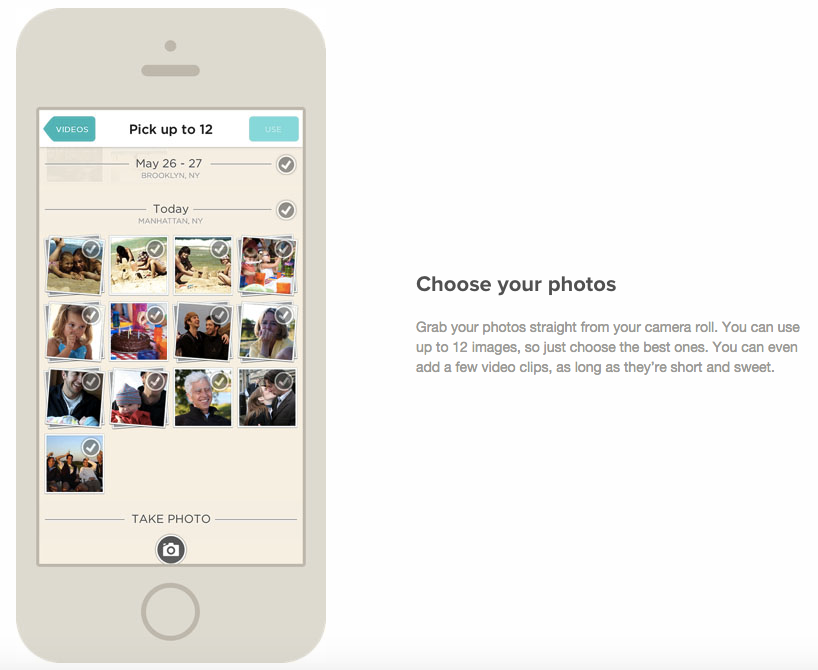 VIDEOS
Pick up to 12
USE
May 26 - 27
BROOKLYN, NY
Today
MANHATTAN, NY
TAKE PHOTO
Choose your photos
Grab your photos straight from your camera roll. You can use
up to 12 images, so just choose the best ones. You can even
add a few video clips, as long as they're short and sweet.